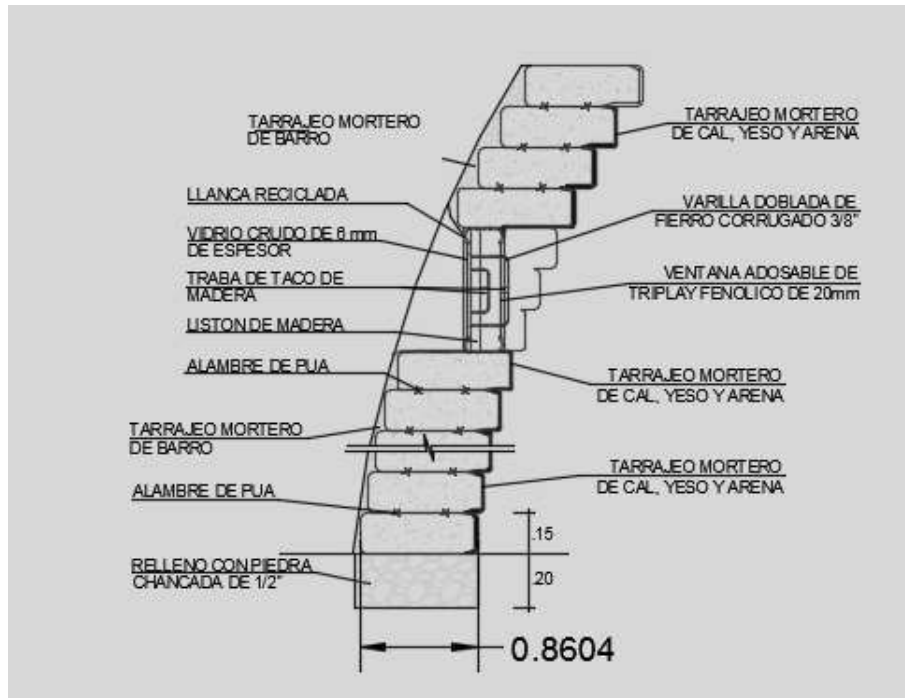 TARRAJEO MORTERO
DE BARRO
LLANCA RECICLADA
VIDRIO CRUDO DE 6 mm
DE ESPESOR
TRABA DE TACO DE
MADERA
LISTON DE MADERA
ALAMBRE DE PUA
TARRAJEO MORTERO
DE BARRO
ALAMBRE DE PUA
RELLENO CON PIEDRA
CHANCADA DE 1/2"
TARRAJEO MORTERO
DE CAL, YESO Y ARENA
VARILLA DOBLADA DE
FIERRO CORRUGADO 3/8"
VENTANA ADOSABLE DE
TRIPLAY FENOLICO DE 20mm
TARRAJEO MORTERO
DE CAL, YESO Y ARENA
TARRAJEO MORTERO
DE CAL, YESO Y ARENA
.15
.20
0.8604